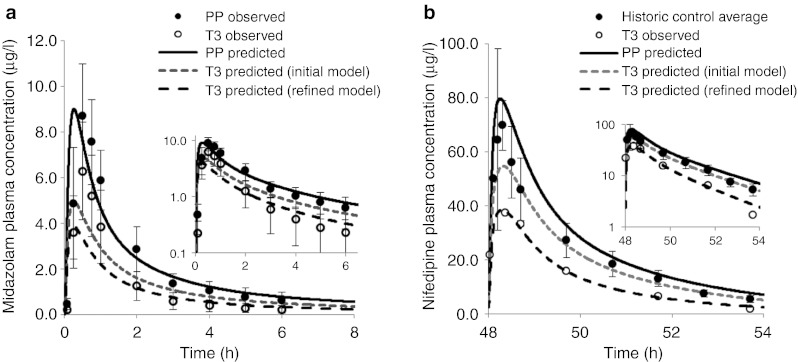 a
PP observed
T3 observed
PP predicted
T3 predicted (initial model)
T3 predicted (refined model)
Midazolam plasma concentration (μg/l)
12.0
10.0
8.0
6.0
4.0
2.0
0.0
0
2
4
6
8
Time (h)
10.0
1.0
0.1
0
2
4
6
b
Historic control average
T3 observed
PP predicted
T3 predicted (initial model)
T3 predicted (refined model)
Nifedipine plasma concentration (μg/l)
100.0
80.0
60.0
40.0
20.0
0.0
48
50
52
54
Time (h)
100
10
1
48
50
52
54